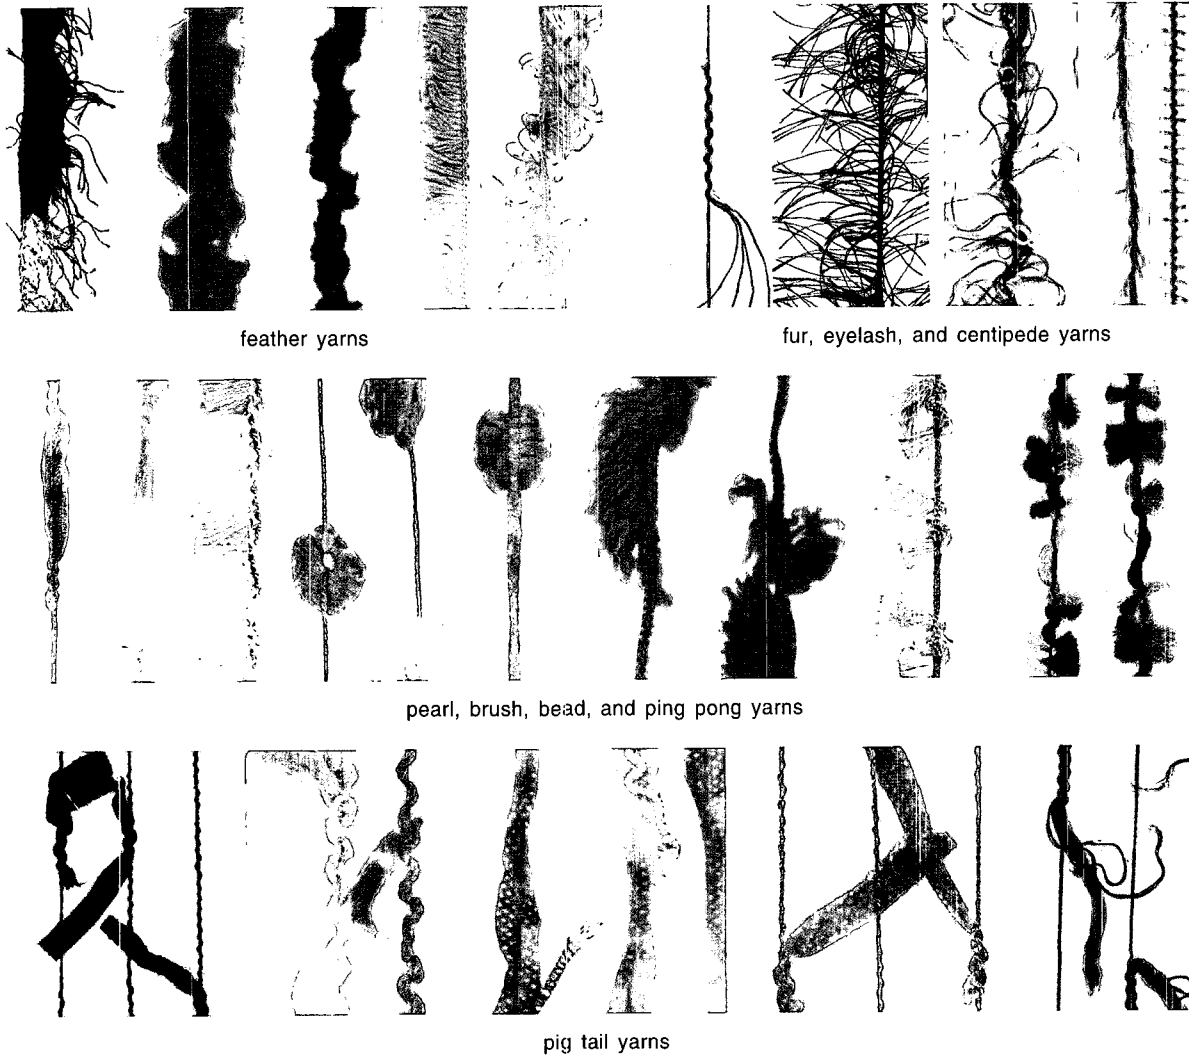 feather yarns
fur, eyelash, and centipede yarns
pearl, brush, bead, and ping pong yarns
pig tail yarns